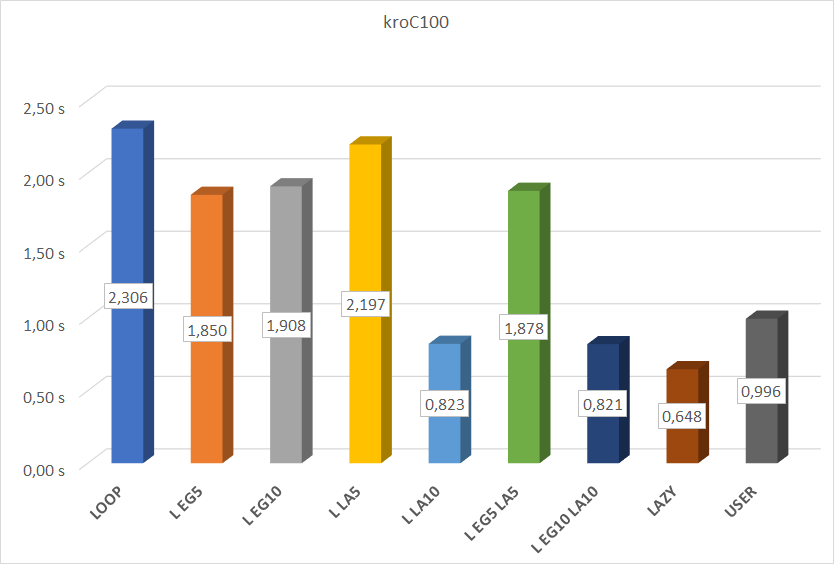 kroC100
2,50 s
2,00 s
1,50 s
1,00 s
0,50 s
0,00 s
2,306
1,850
1,908
2,197
0,823
1,878
0,821
0,648
0,996
LOOP
L EG5
L EG10
L LA5
L LA10
L EG5 LA5
L EG10 LA10
LAZY
USER